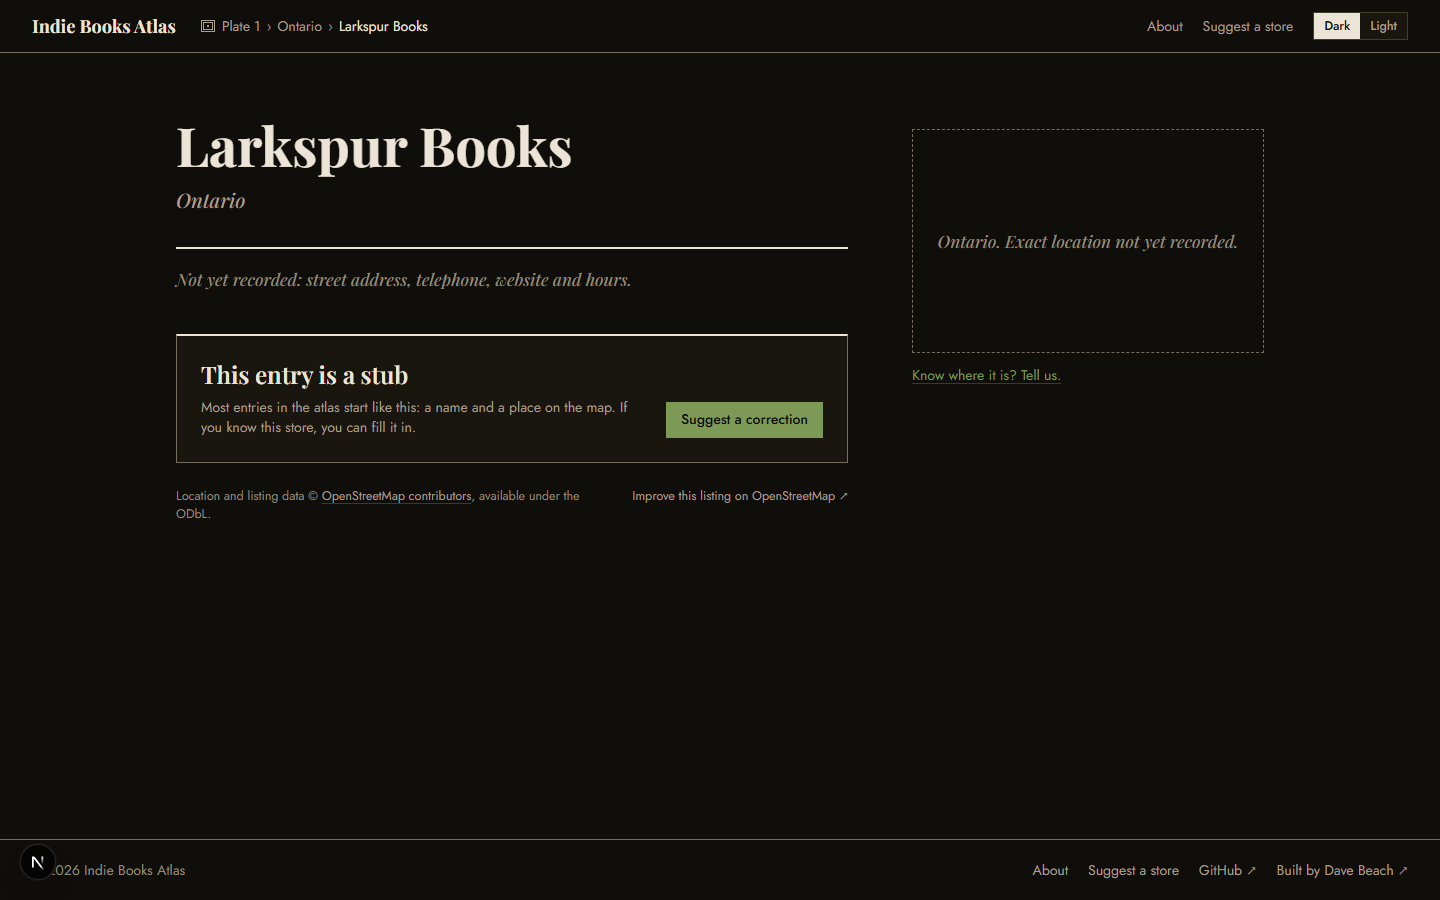 Indie Books Atlas
Plate 1 › Ontario › Larkspur Books
About
Suggest a store
Dark
Light
Larkspur Books
Ontario
Not yet recorded: street address, telephone, website and hours.
This entry is a stub
Most entries in the atlas start like this: a name and a place on the map. If
you know this store, you can fill it in.
Suggest a correction
Location and listing data © OpenStreetMap contributors, available under the
ODbL.
Improve this listing on OpenStreetMap ↗
Ontario. Exact location not yet recorded.
Know where it is? Tell us.
N
2026 Indie Books Atlas
About
Suggest a store
GitHub ↗
Built by Dave Beach ↗